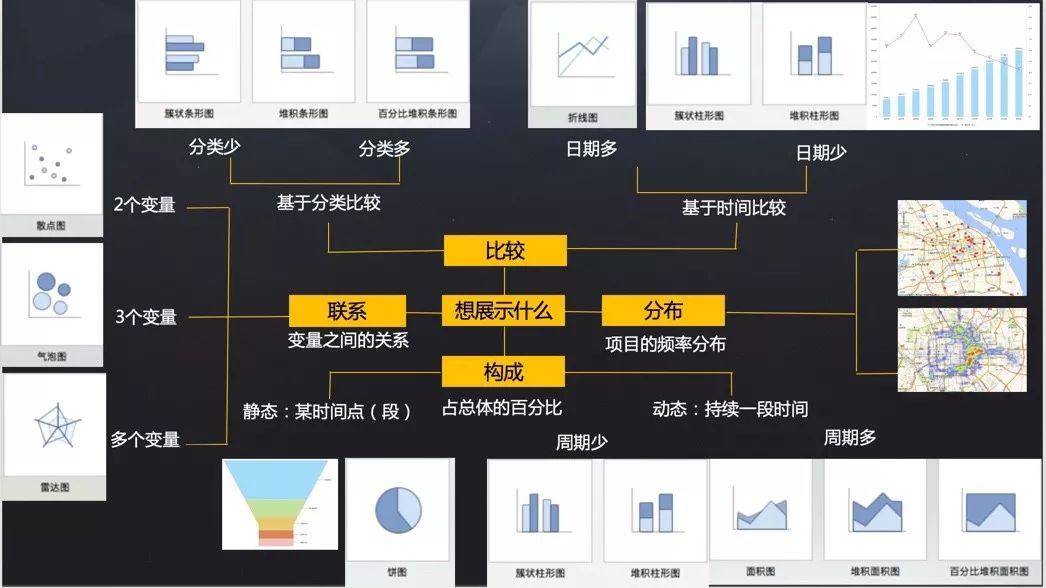 簇状条形图
堆积条形图
百分比堆积条形图
折线图
簇状柱形图
堆积柱形图
分类少
分类多
日期多
日期少
2个变量
基于分类比较
基于时间比较
散点图
比较
联系
想展示什么
分布
3个变量
变量之间的关系
项目的频率分布
气泡图
构成
静态：某时间点（段）
占总体的百分比
动态：持续一段时间
多个变量
周期少
周期多
雷达图
饼图
簇状柱形图
堆积柱形图
面积图
堆积面积图
百分比堆积面积图